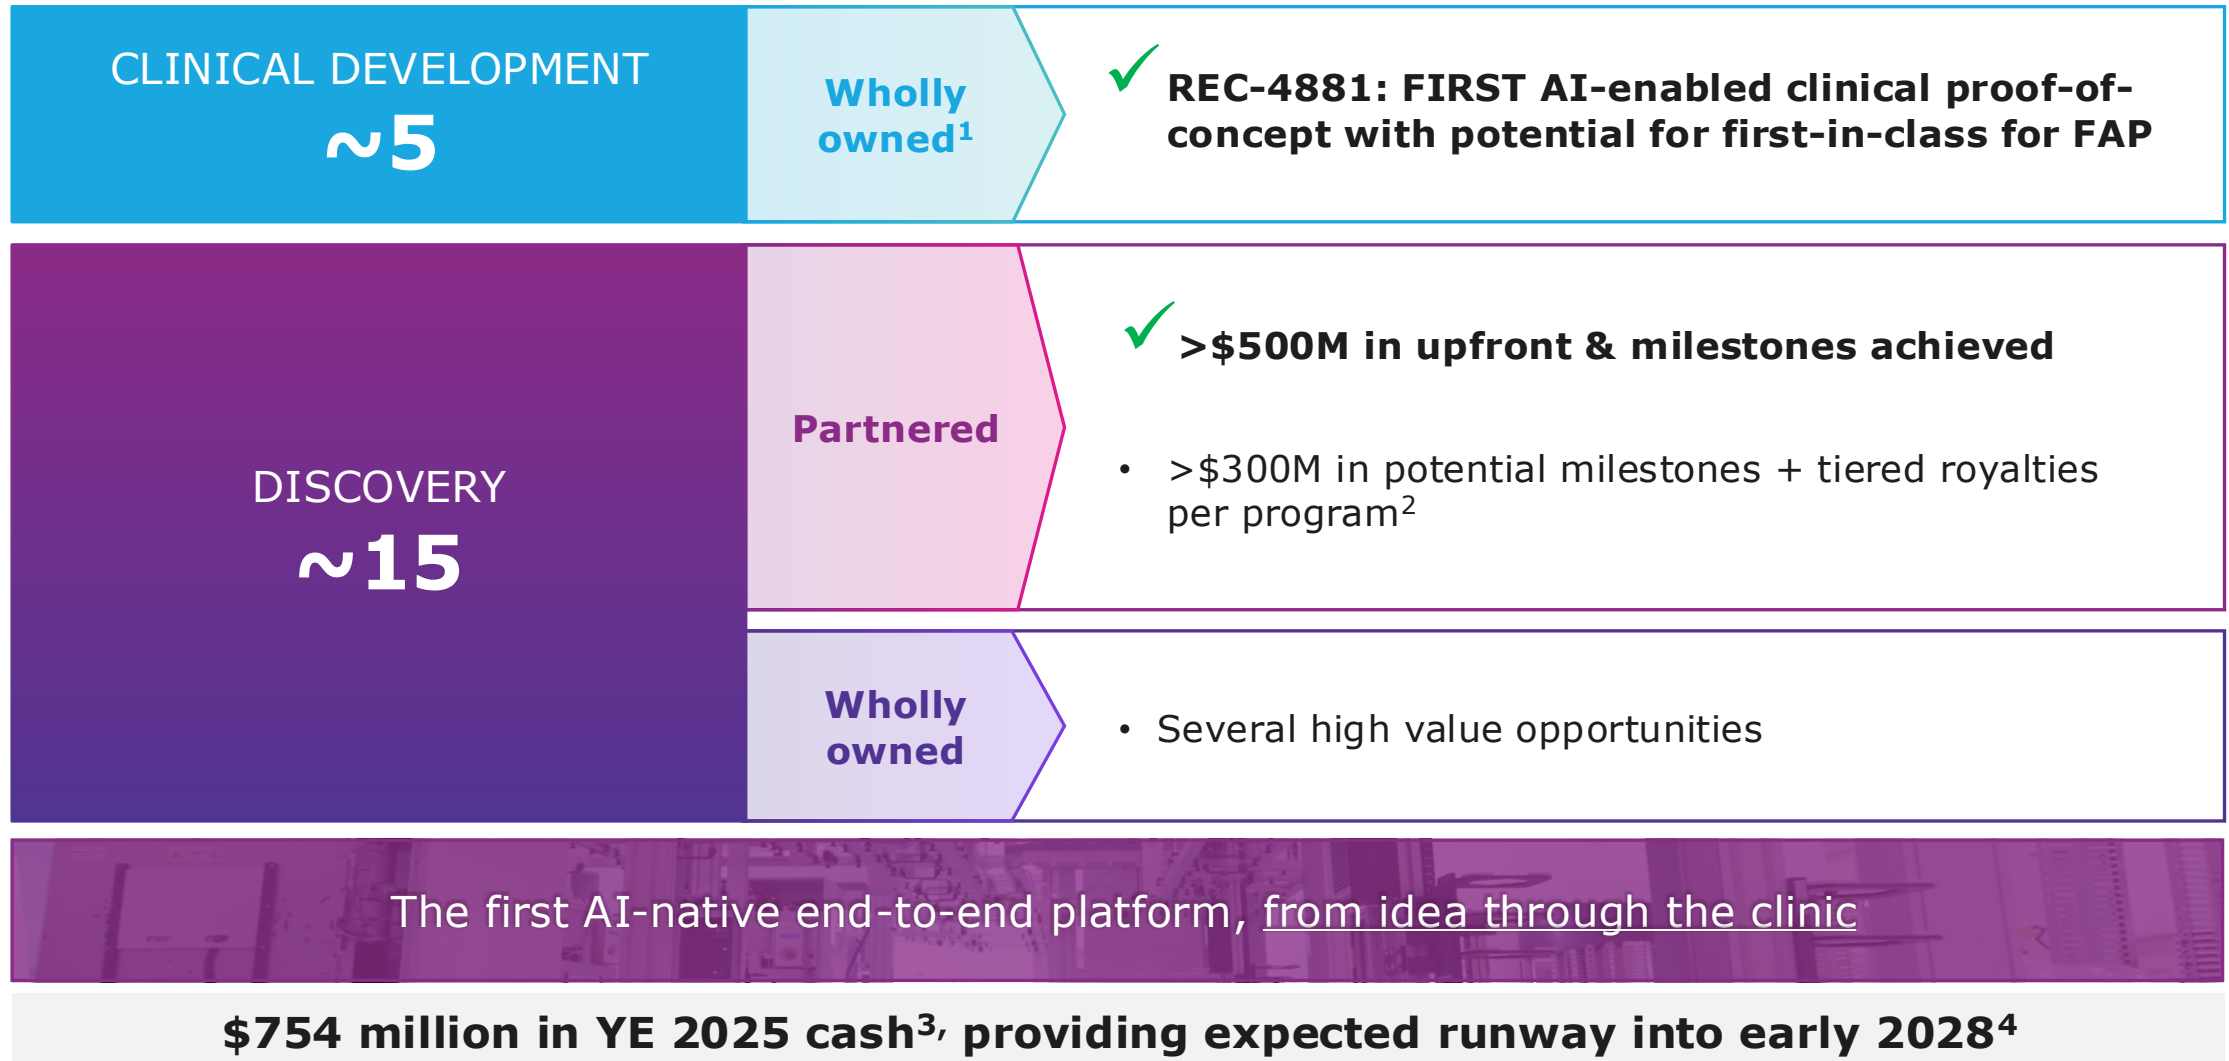 CLINICAL DEVELOPMENT
~5
Wholly
owned¹
✓ REC-4881: FIRST AI-enabled clinical proof-of-
concept with potential for first-in-class for FAP
DISCOVERY
~15
Partnered
✓ >$500M in upfront & milestones achieved
• >$300M in potential milestones + tiered royalties
per program²
Wholly
owned
• Several high value opportunities
The first AI-native end-to-end platform, from idea through the clinic
$754 million in YE 2025 cash³˒ providing expected runway into early 2028⁴